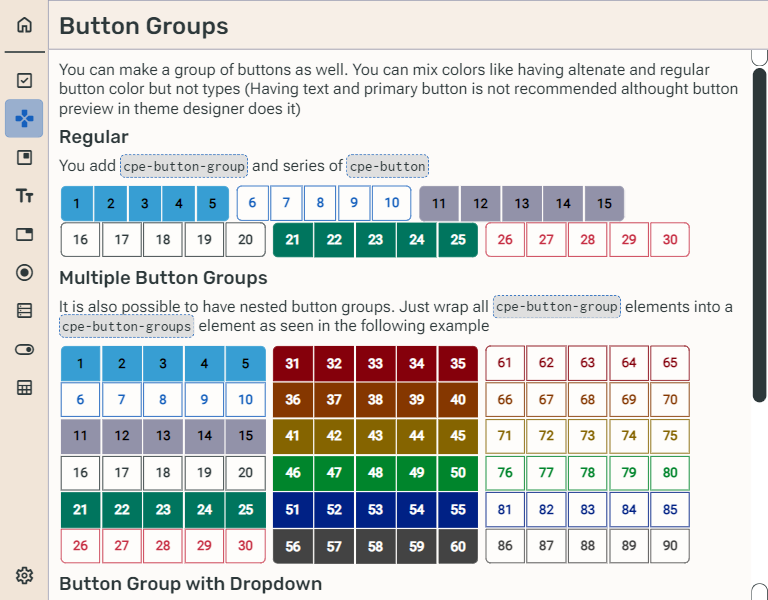 Button Groups
You can make a group of buttons as well. You can mix colors like having altenate and regular
button color but not types (Having text and primary button is not recommended althought button
preview in theme designer does it)
Regular
You add cpe-button-group and series of cpe-button
1 2 3 4 5 6 7 8 9 10 11 12 13 14 15
16 17 18 19 20 21 22 23 24 25 26 27 28 29 30
Multiple Button Groups
It is also possible to have nested button groups. Just wrap all cpe-button-group elements into a
cpe-button-groups element as seen in the following example
1 2 3 4 5 31 32 33 34 35 61 62 63 64 65
6 7 8 9 10 36 37 38 39 40 66 67 68 69 70
11 12 13 14 15 41 42 43 44 45 71 72 73 74 75
16 17 18 19 20 46 47 48 49 50 76 77 78 79 80
21 22 23 24 25 51 52 53 54 55 81 82 83 84 85
26 27 28 29 30 56 57 58 59 60 86 87 88 89 90
Button Group with Dropdown